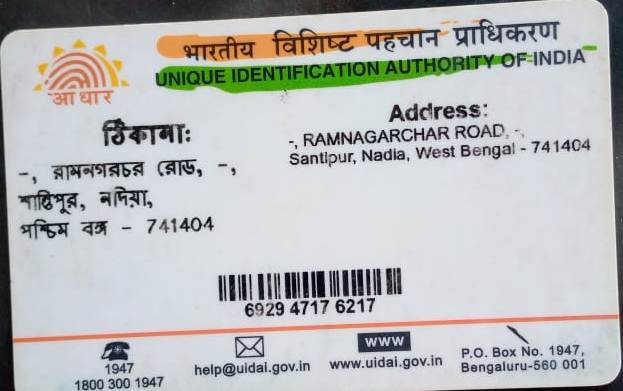 भारतीय विशिष्ट पहचान प्राधिकरण
UNIQUE IDENTIFICATION AUTHORITY OF INDIA
आधार
ঠিকানা:
-, রামনগরচর রোড, -,
শান্তিপুর, নদিয়া,
পশ্চিম বঙ্গ - 741404
Address:
-, RAMNAGARCHAR ROAD, -,
Santipur, Nadia, West Bengal - 741404
6929 4717 6217
1947
1800 300 1947
help@uidai.gov.in
www
www.uidai.gov.in
P.O. Box No. 1947,
Bengaluru-560 001